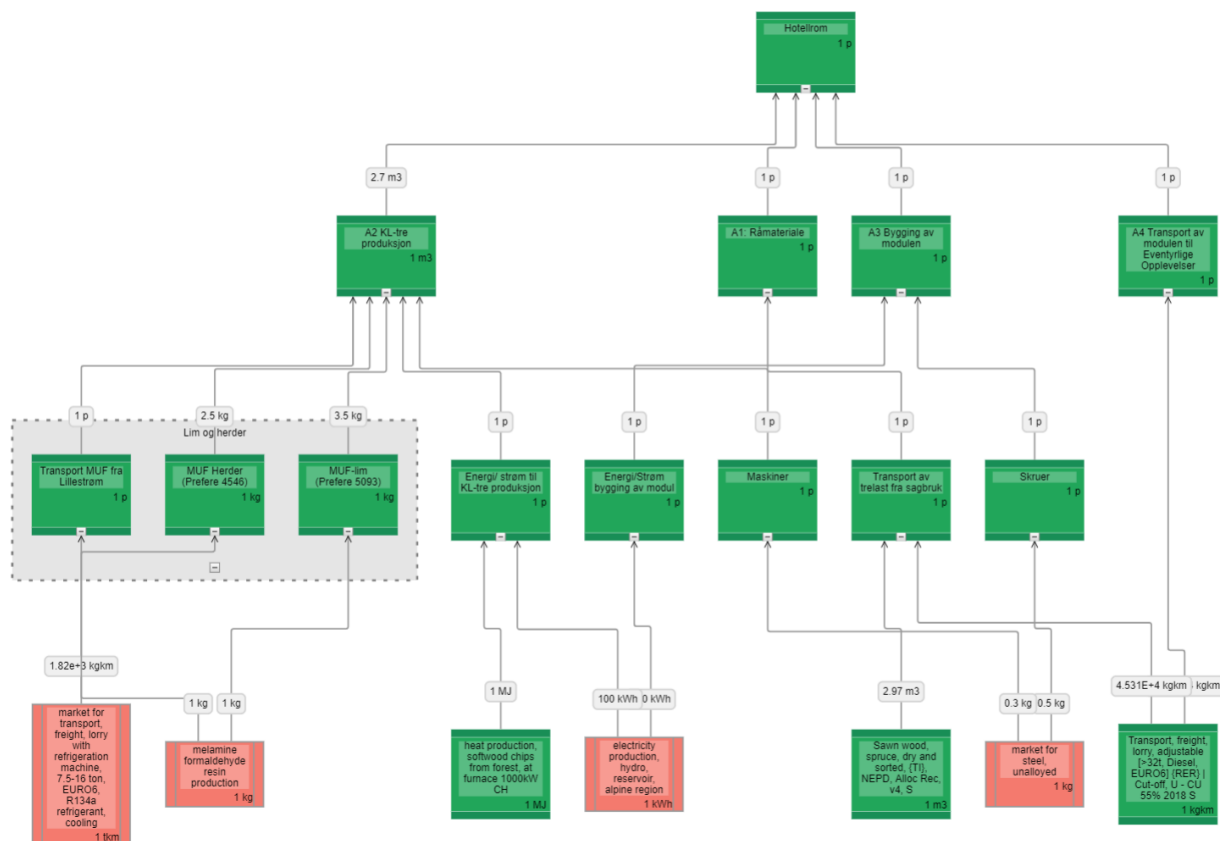 Hotellrom
1 p
2.7 m3
1 p
1 p
1 p
A2 KL-tre
produksjon
1 m3
A1: Råmateriale
1 p
A3 Bygging av
modulen
1 p
A4 Transport av
modulen til
Eventyrlige
Opplevelser
1 p
1 p
2.5 kg
3.5 kg
1 p
1 p
1 p
1 p
1 p
Lim og herder
Transport MUF fra
Lillestrøm
1 p
MUF Herder
(Prefere 4546)
1 kg
MUF-lim
(Prefere 5093)
1 kg
Energi/ strøm til
KL-tre produksjon
1 p
Energi/Strøm
bygging av modul
1 p
Maskiner
1 p
Transport av
trelast fra sagbruk
1 p
Skruer
1 p
1.82e+3 kgkm
1 kg
1 kg
1 MJ
100 kWh
0 kWh
2.97 m3
0.3 kg
0.5 kg
4.531E+4 kgkm
kgkm
market for
transport,
freight, lorry
with
refrigeration
machine,
7.5-16 ton,
EURO6,
R134a
refrigerant,
cooling
1 tkm
melamine
formaldehyde
resin
production
1 kg
heat production,
softwood chips
from forest, at
furnace 1000kW
CH
1 MJ
electricity
production,
hydro,
reservoir,
alpine region
1 kWh
Sawn wood,
spruce, dry and
sorted, {TI},
NEPD, Alloc Rec,
v4, S
1 m3
market for
steel,
unalloyed
1 kg
Transport, freight,
lorry, adjustable
[>32t, Diesel,
EURO6] {RER} |
Cut-off, U - CU
55% 2018 S
1 kgkm